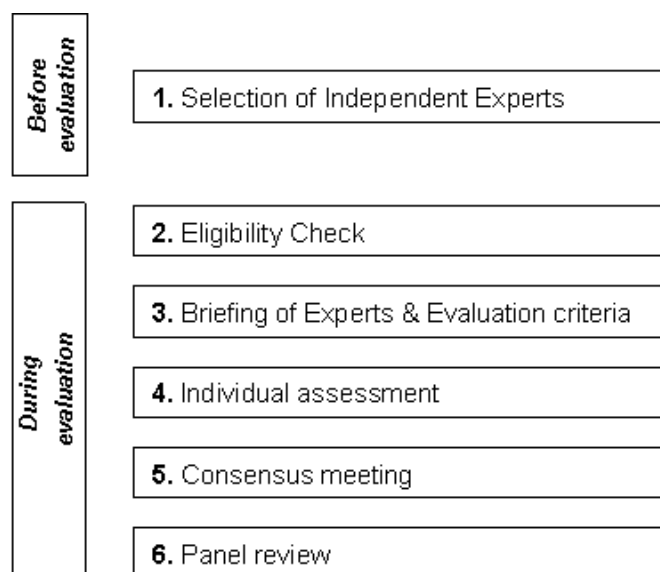 Before
evaluation
1. Selection of Independent Experts
During
evaluation
2. Eligibility Check
3. Briefing of Experts & Evaluation criteria
4. Individual assessment
5. Consensus meeting
6. Panel review